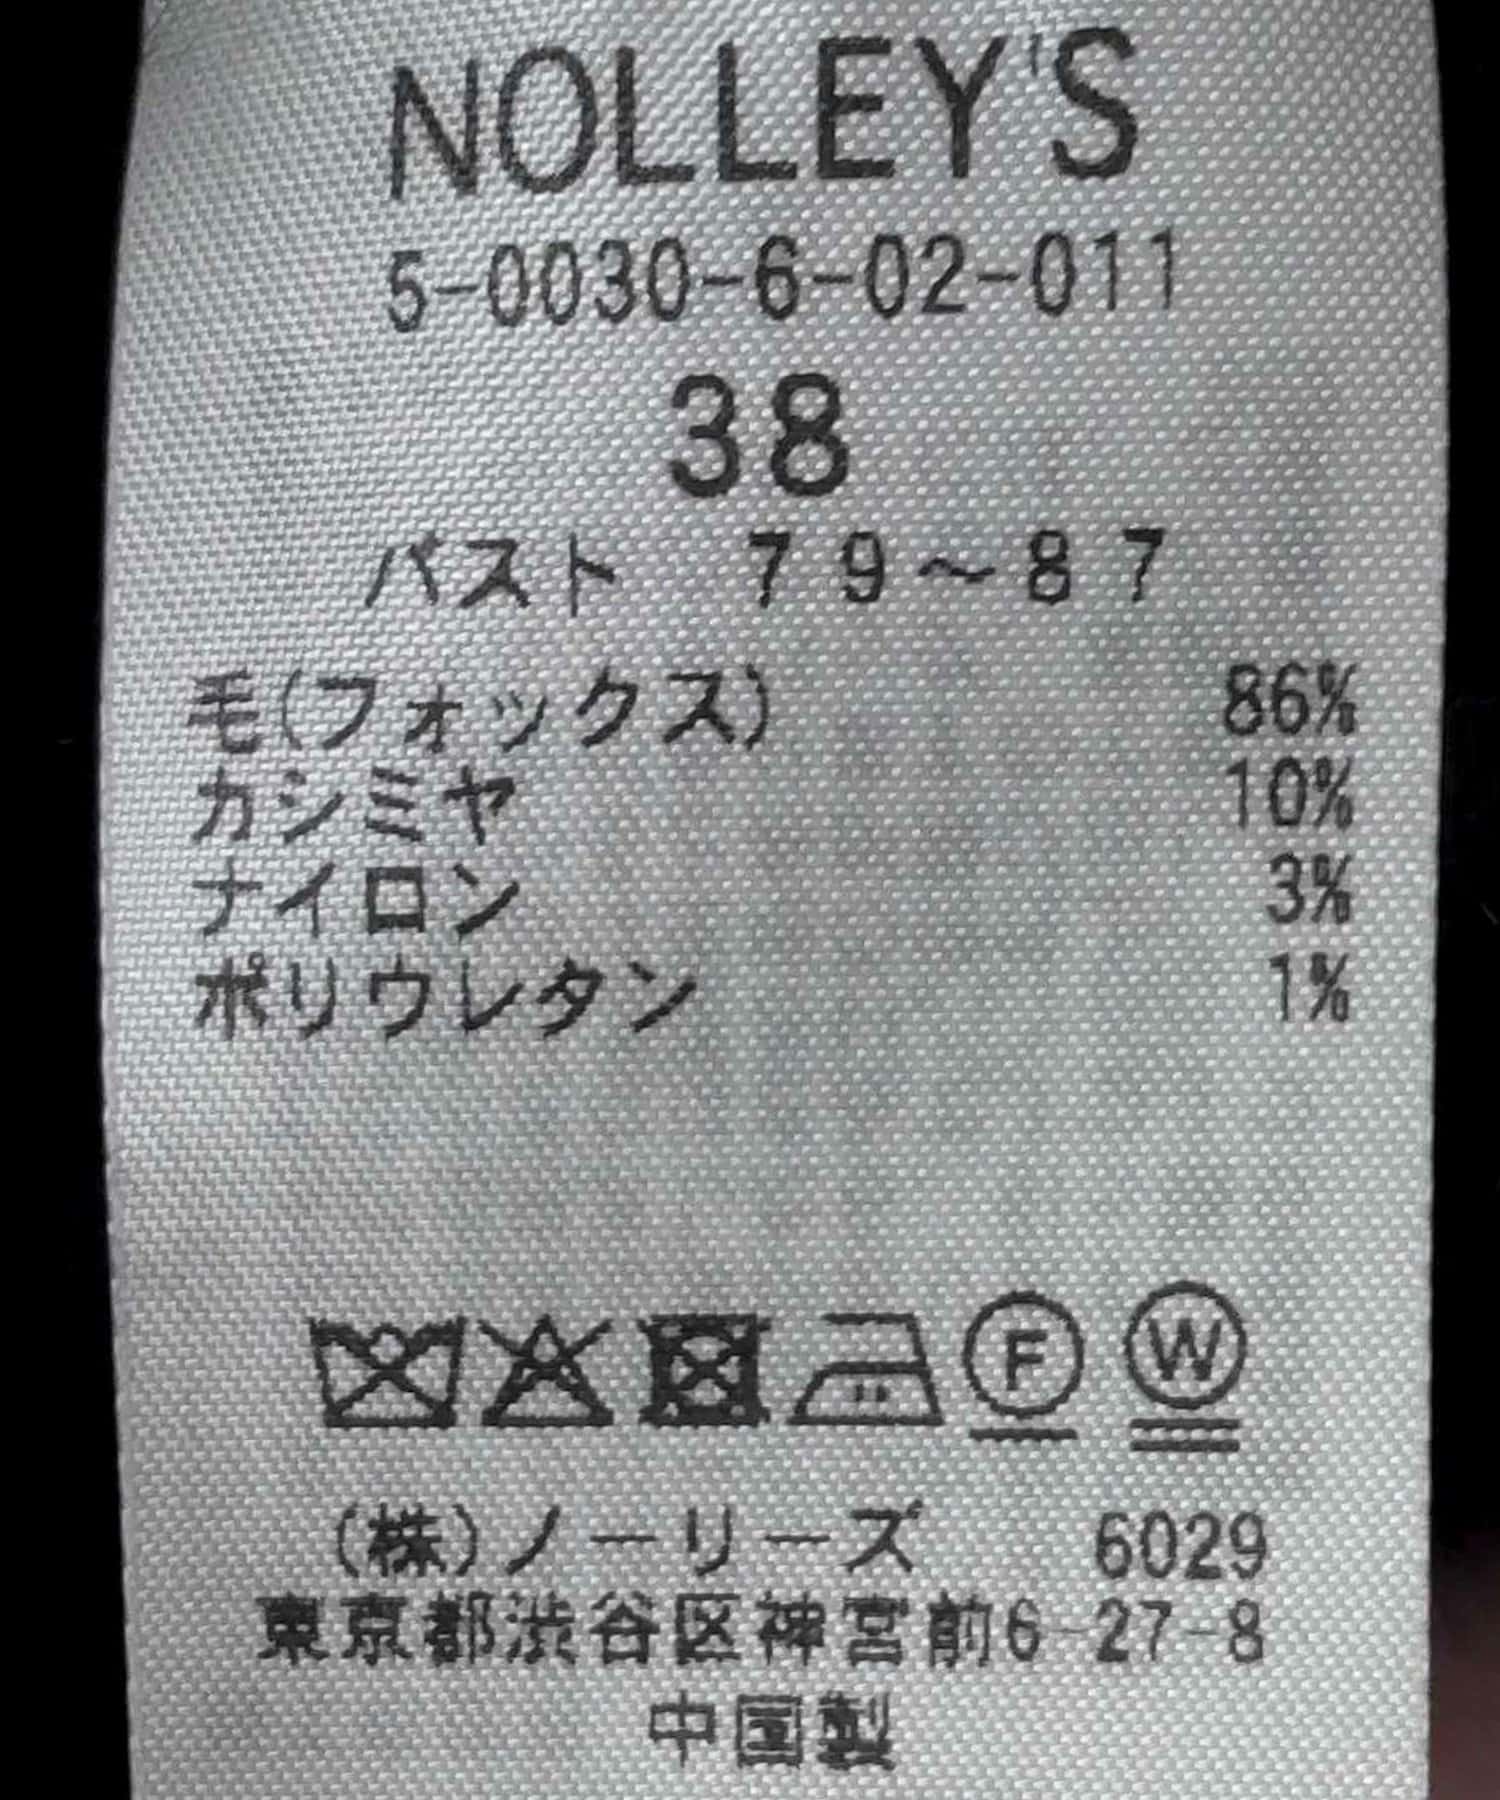 NOLLEY'S
5-0030-6-02-011
38
バスト 79～87
モ(フォックス) 86%
カシミヤ 10%
ナイロン 3%
ポリウレタン 1%
F W
(株)ノーリーズ 6029
東京都渋谷区神宮前6-27-8
中国製